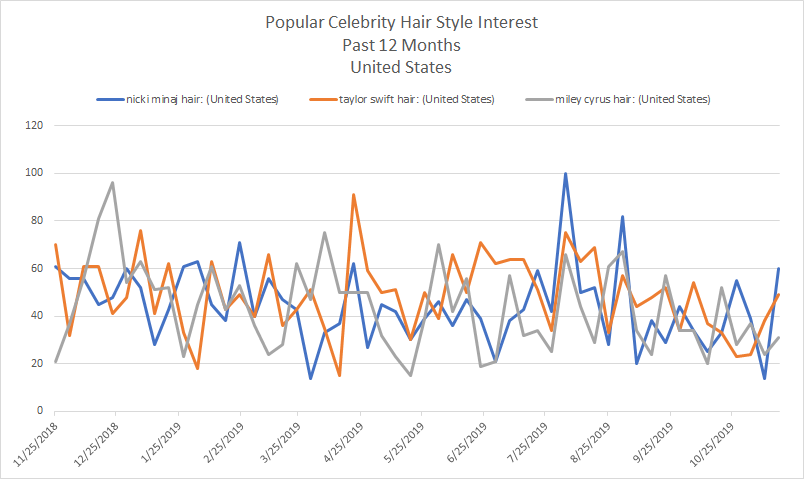 Popular Celebrity Hair Style Interest
Past 12 Months
United States
nicki minaj hair: (United States) taylor swift hair: (United States) miley cyrus hair: (United States)
120
100
80
60
40
20
0
11/25/2018 12/25/2018 1/25/2019 2/25/2019 3/25/2019 4/25/2019 5/25/2019 6/25/2019 7/25/2019 8/25/2019 9/25/2019 10/25/2019